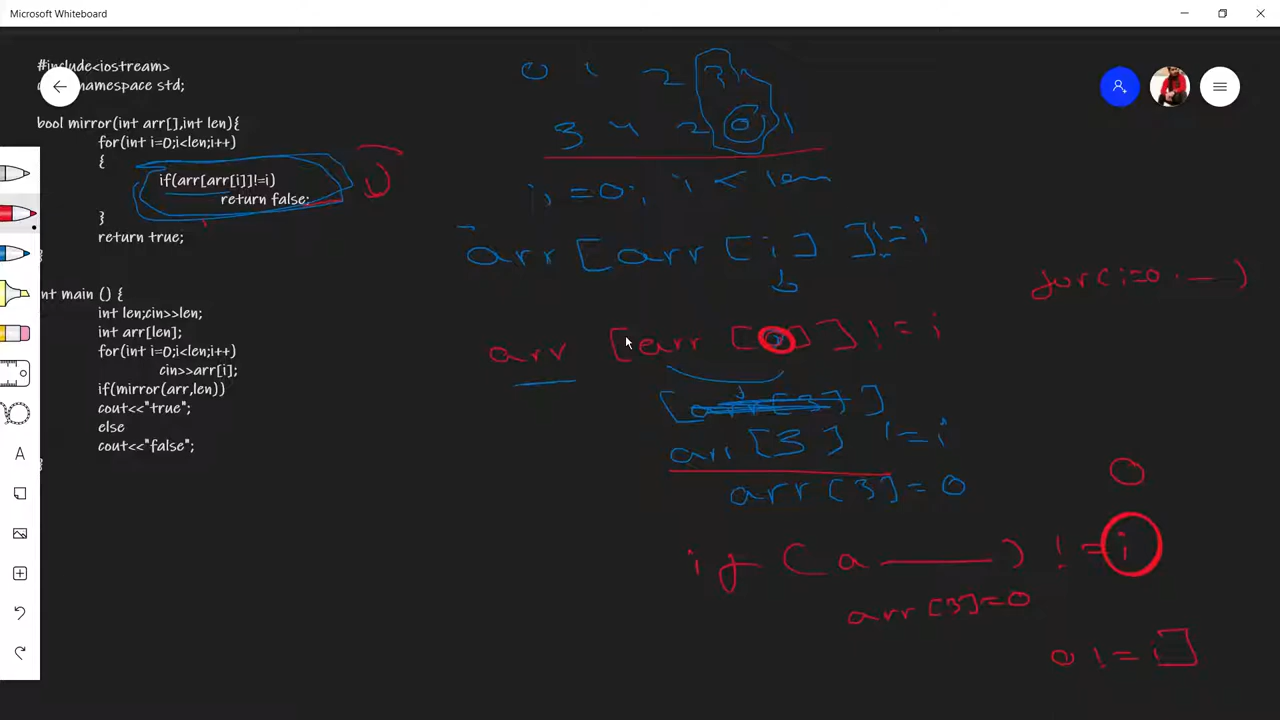 Microsoft Whiteboard
#include<iostream>
namespace std;
bool mirror(int arr[],int len){
for(int i=0;i<len;i++)
{
if(arr[arr[i]]!=i)
return false;
}
return true;
}
int main () {
int len;cin>>len;
int arr[len];
for(int i=0;i<len;i++)
cin>>arr[i];
if(mirror(arr,len))
cout<<"true";
else
cout<<"false";
}
0 1 2 3 4
3 4 2 0 1
i = 0; i < len
arr [arr [i] ]!=i
for(i=0
arr [arr [0]]!=i
[arr[3]]
arr [3] !=i
arr [3] = 0
0
if (a ) !=i
arr [3]=0
0 !=i
A